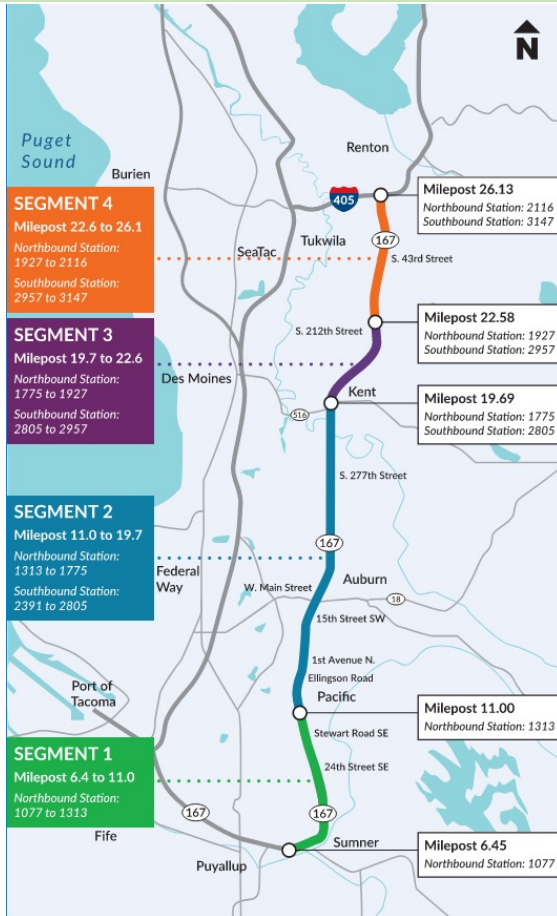 N
Puget
Sound
Renton
Burien
405
Milepost 26.13
Northbound Station: 2116
Southbound Station: 3147
SEGMENT 4
Milepost 22.6 to 26.1
Northbound Station:
1927 to 2116
Southbound Station:
2957 to 3147
Tukwila
167
SeaTac
S. 43rd Street
Milepost 22.58
Northbound Station: 1927
Southbound Station: 2957
S. 212th Street
SEGMENT 3
Milepost 19.7 to 22.6
Northbound Station:
1775 to 1927
Southbound Station:
2805 to 2957
Des Moines
Kent
516
Milepost 19.69
Northbound Station: 1775
Southbound Station: 2805
S. 277th Street
SEGMENT 2
Milepost 11.0 to 19.7
Northbound Station:
1313 to 1775
Southbound Station:
2391 to 2805
167
Federal
Way
W. Main Street
Auburn
18
15th Street SW
1st Avenue N.
Ellingson Road
Pacific
Port of
Tacoma
Milepost 11.00
Northbound Station: 1313
Stewart Road SE
SEGMENT 1
Milepost 6.4 to 11.0
Northbound Station:
1077 to 1313
24th Street SE
167
167
Fife
Sumner
Puyallup
Milepost 6.45
Northbound Station: 1077